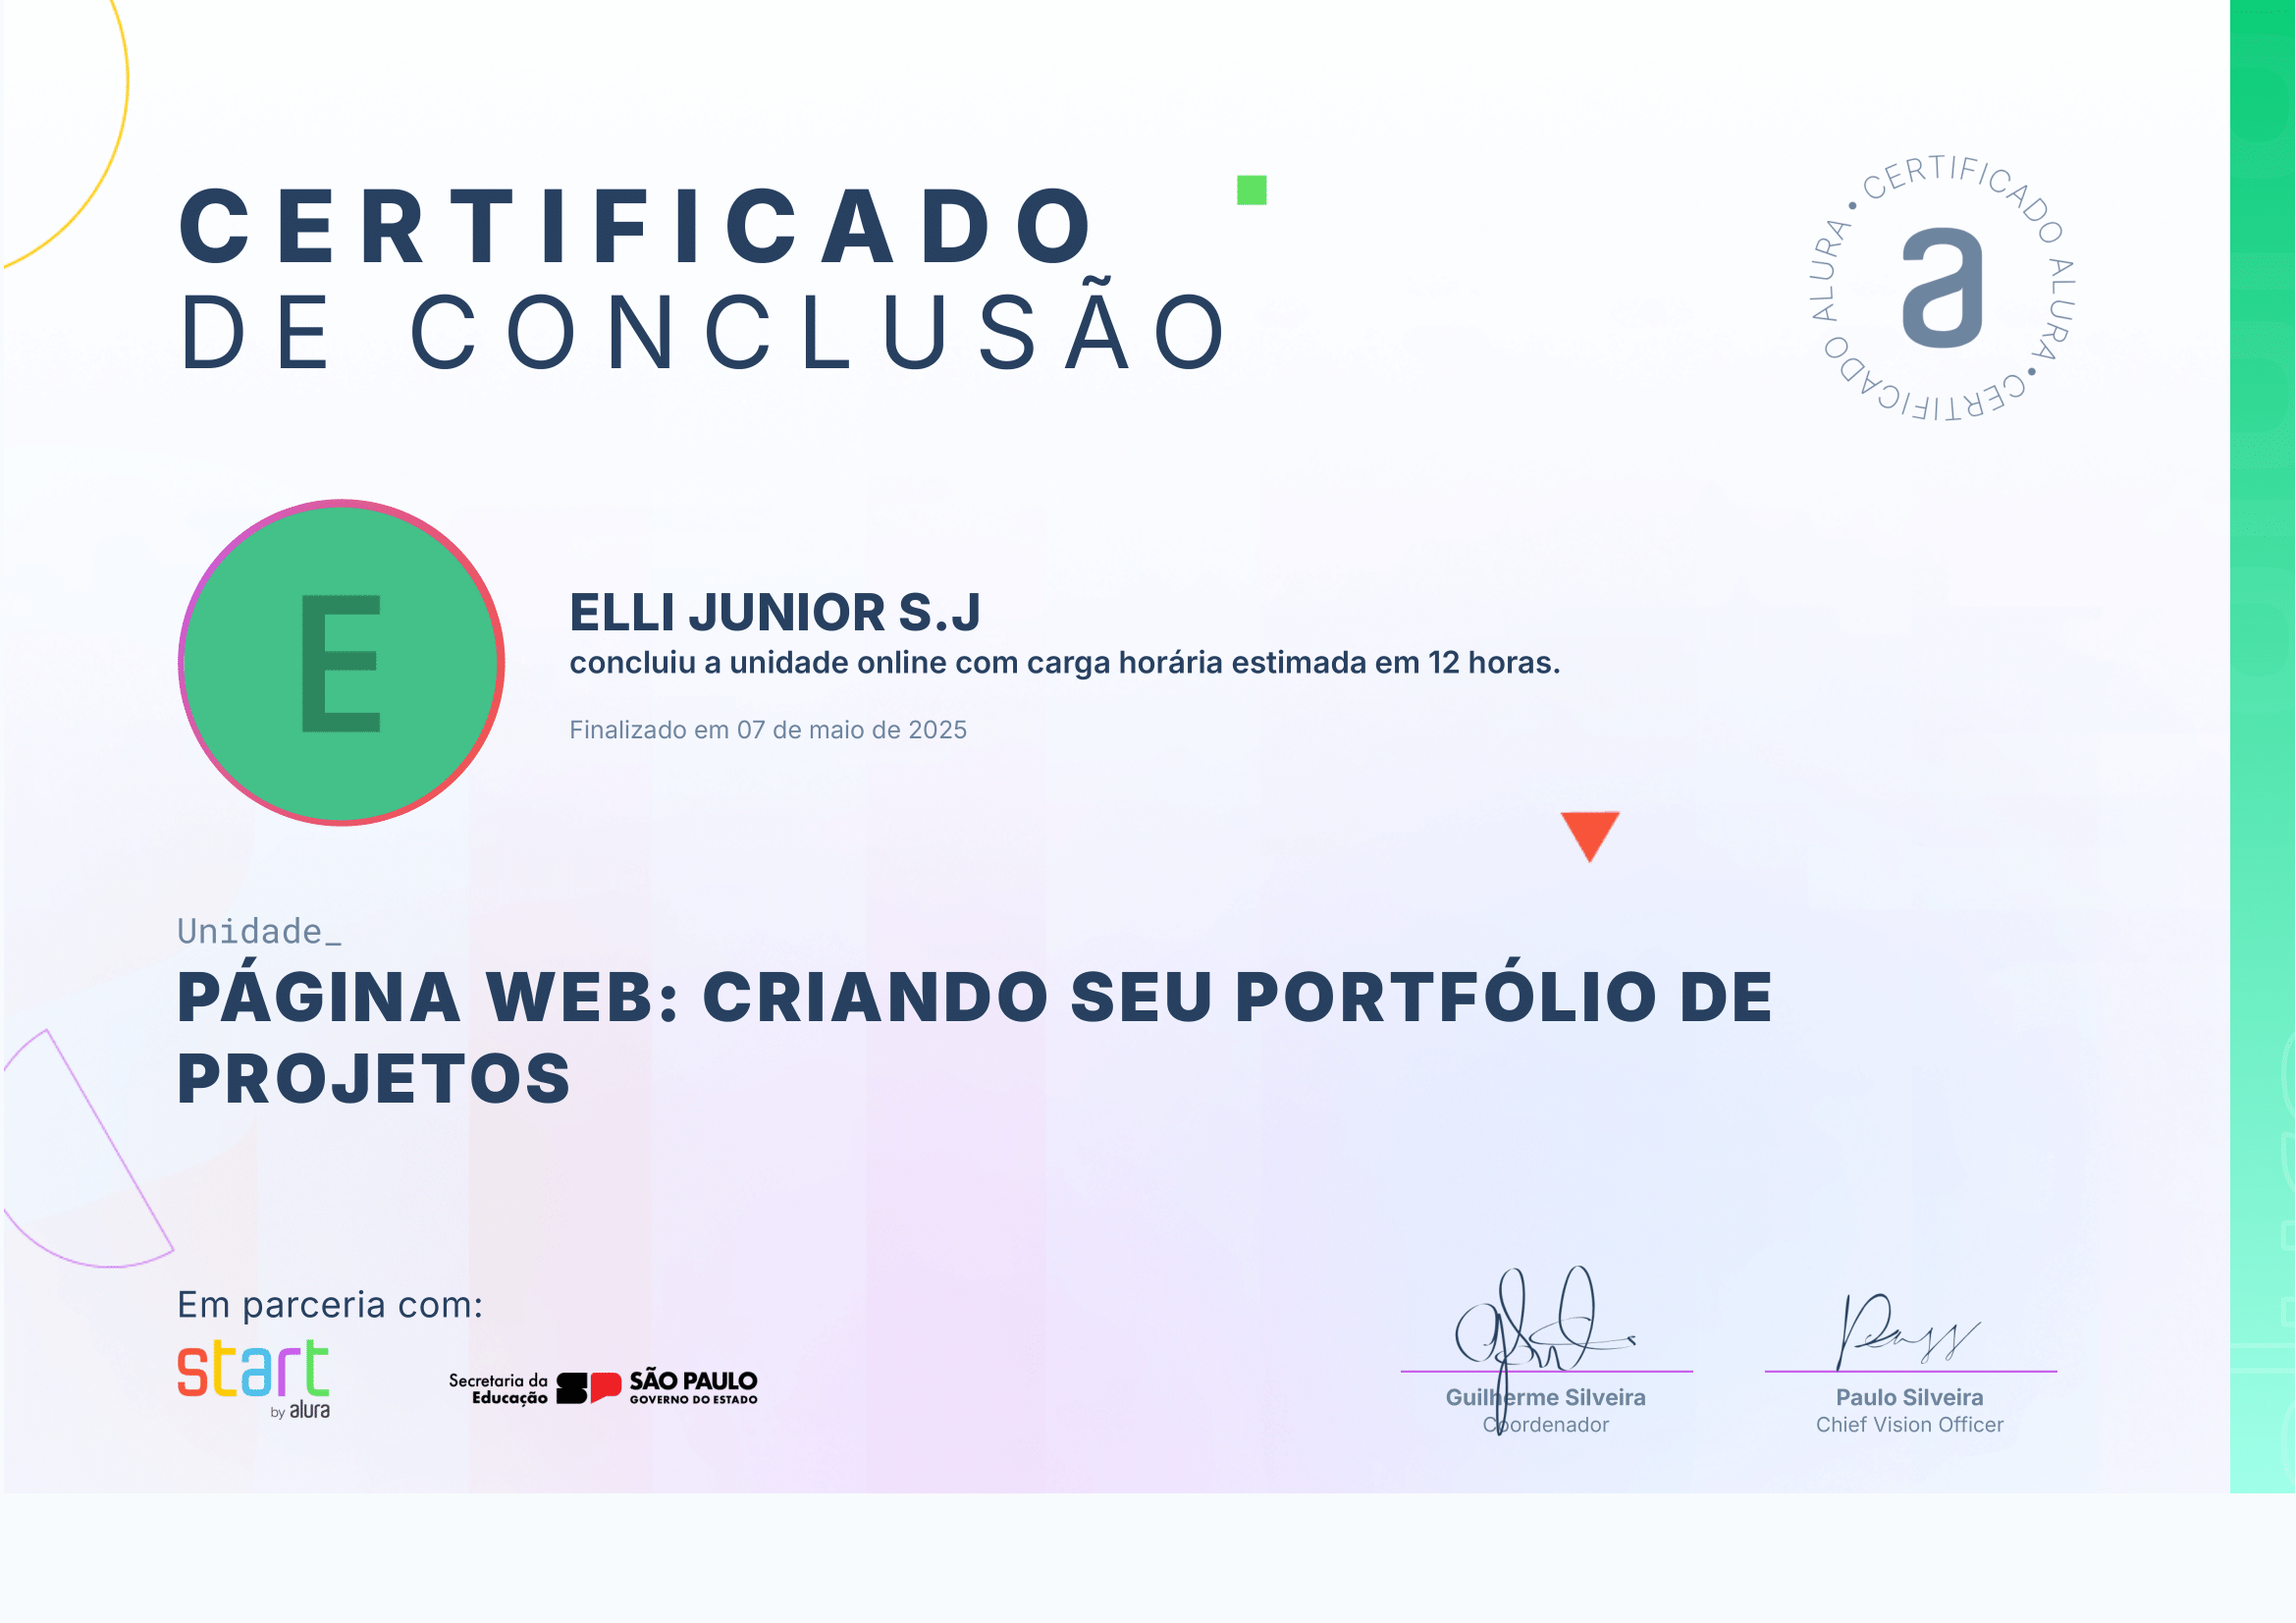 CERTIFICADO
DE CONCLUSÃO
CERTIFICADO ALURA • CERTIFICADO ALURA •
a
E
ELLI JUNIOR S.J
concluiu a unidade online com carga horária estimada em 12 horas.
Finalizado em 07 de maio de 2025
Unidade_
PÁGINA WEB: CRIANDO SEU PORTFÓLIO DE
PROJETOS
Em parceria com:
start
by alura
Secretaria da
Educação
SP
SÃO PAULO
GOVERNO DO ESTADO
Guilherme Silveira
Coordenador
Paulo Silveira
Chief Vision Officer